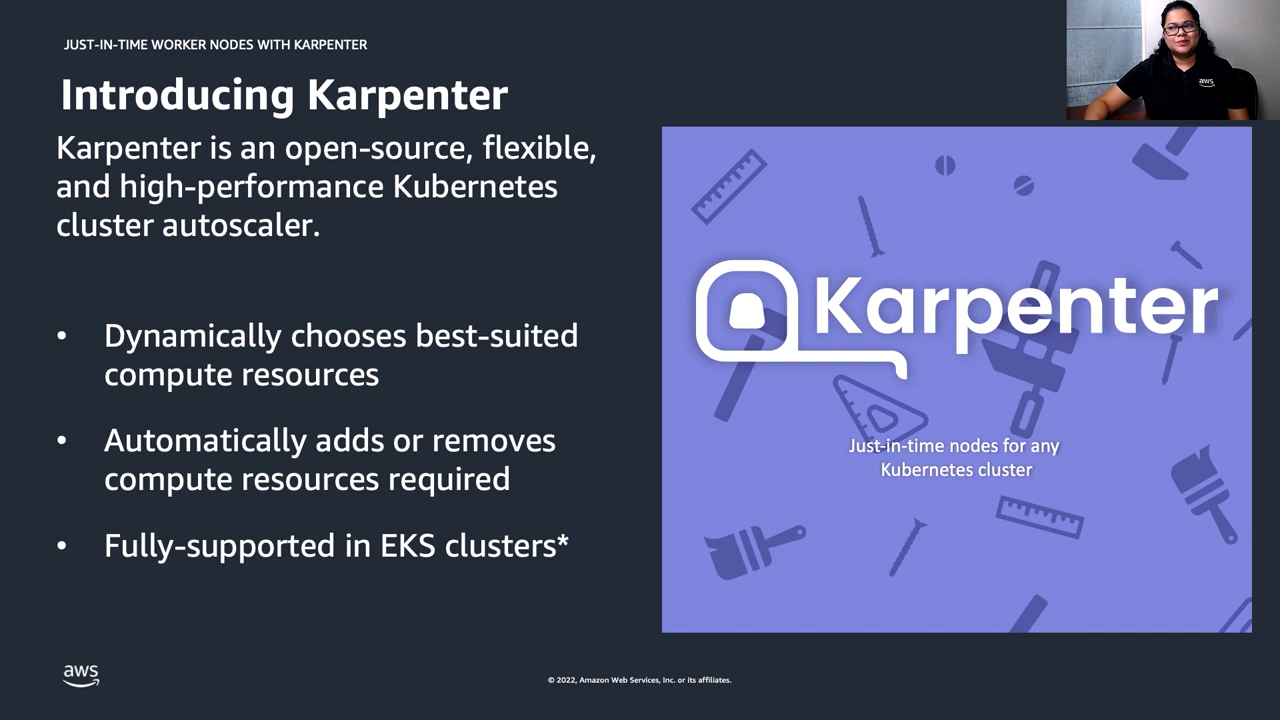 JUST-IN-TIME WORKER NODES WITH KARPENTER
Introducing Karpenter
Karpenter is an open-source, flexible,
and high-performance Kubernetes
cluster autoscaler.
• Dynamically chooses best-suited
compute resources
• Automatically adds or removes
compute resources required
• Fully-supported in EKS clusters*
aws
Karpenter
Just-in-time nodes for any
Kubernetes cluster
aws
© 2022, Amazon Web Services, Inc. or its affiliates.